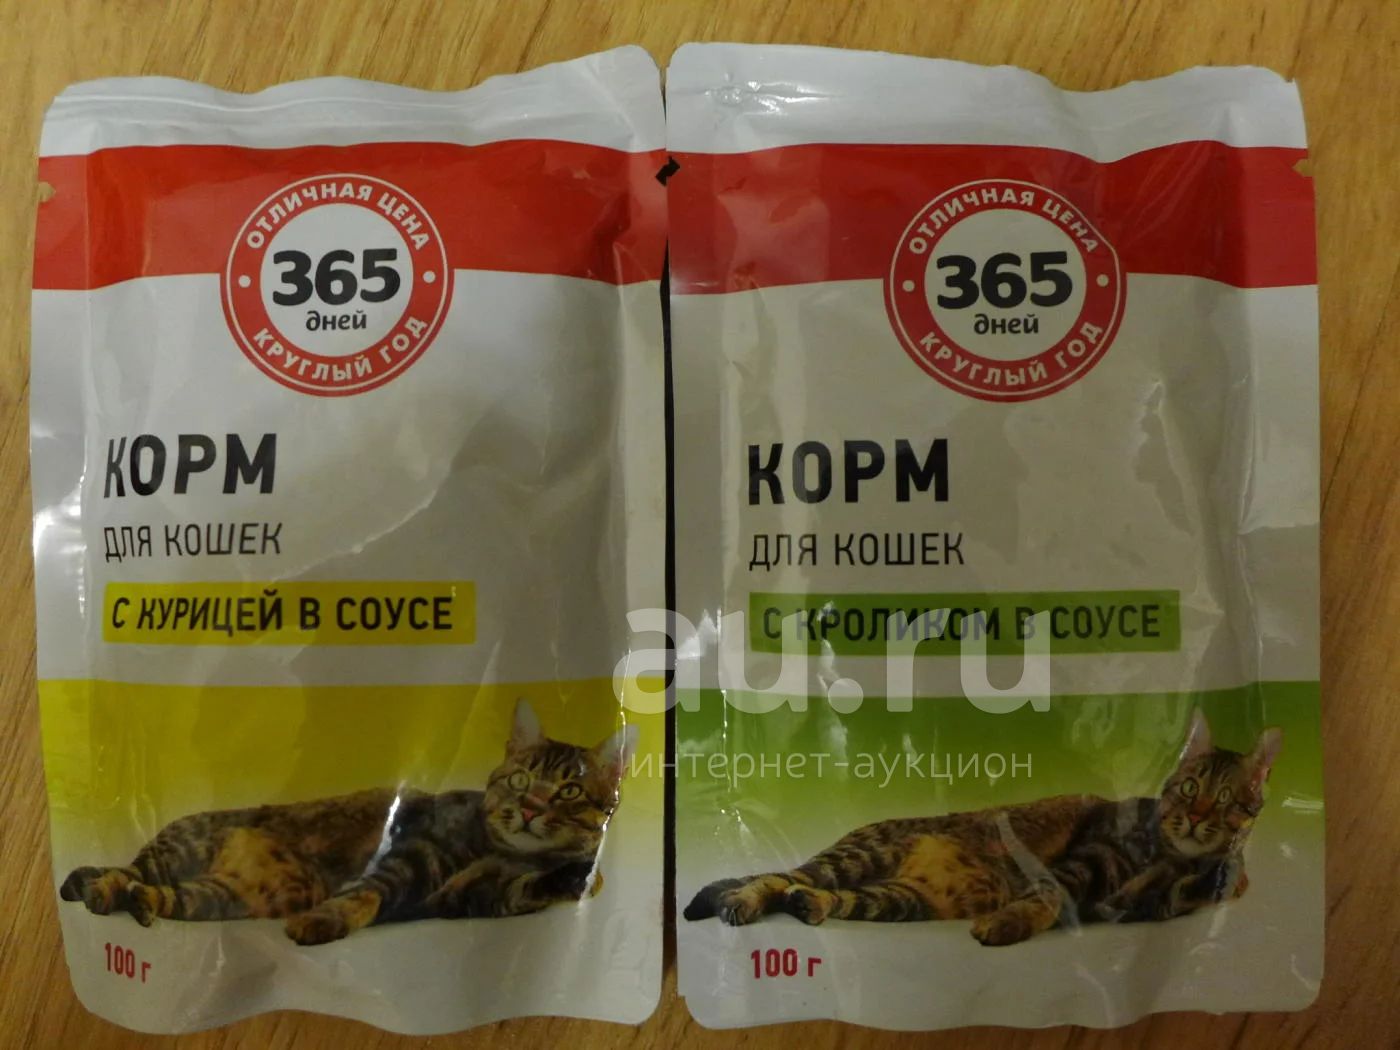 ОТЛИЧНАЯ ЦЕНА
365
дней
КРУГЛЫЙ ГОД
КОРМ
ДЛЯ КОШЕК
С КУРИЦЕЙ В СОУСЕ
100 г
ОТЛИЧНАЯ ЦЕНА
365
дней
КРУГЛЫЙ ГОД
КОРМ
ДЛЯ КОШЕК
С КРОЛИКОМ В СОУСЕ
100 г
au.ru
интернет-аукцион